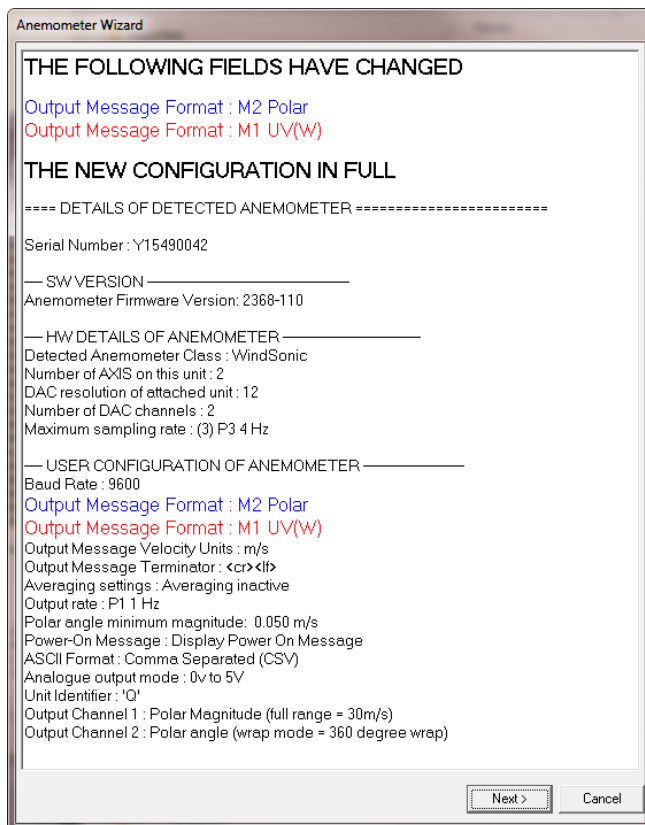 Anemometer Wizard
THE FOLLOWING FIELDS HAVE CHANGED
Output Message Format : M2 Polar
Output Message Format : M1 UV(W)
THE NEW CONFIGURATION IN FULL
==== DETAILS OF DETECTED ANEMOMETER ========================
Serial Number : Y15490042
— SW VERSION ——————————————
Anemometer Firmware Version: 2368-110
— HW DETAILS OF ANEMOMETER —————————
Detected Anemometer Class : WindSonic
Number of AXIS on this unit : 2
DAC resolution of attached unit : 12
Number of DAC channels : 2
Maximum sampling rate : (3) P3 4 Hz
— USER CONFIGURATION OF ANEMOMETER ———————
Baud Rate : 9600
Output Message Format : M2 Polar
Output Message Format : M1 UV(W)
Output Message Velocity Units : m/s
Output Message Terminator : <cr><lf>
Averaging settings : Averaging inactive
Output rate : P1 1 Hz
Polar angle minimum magnitude: 0.050 m/s
Power-On Message : Display Power On Message
ASCII Format : Comma Separated (CSV)
Analogue output mode : 0v to 5V
Unit Identifier : 'Q'
Output Channel 1 : Polar Magnitude (full range = 30m/s)
Output Channel 2 : Polar angle (wrap mode = 360 degree wrap)
Next >
Cancel